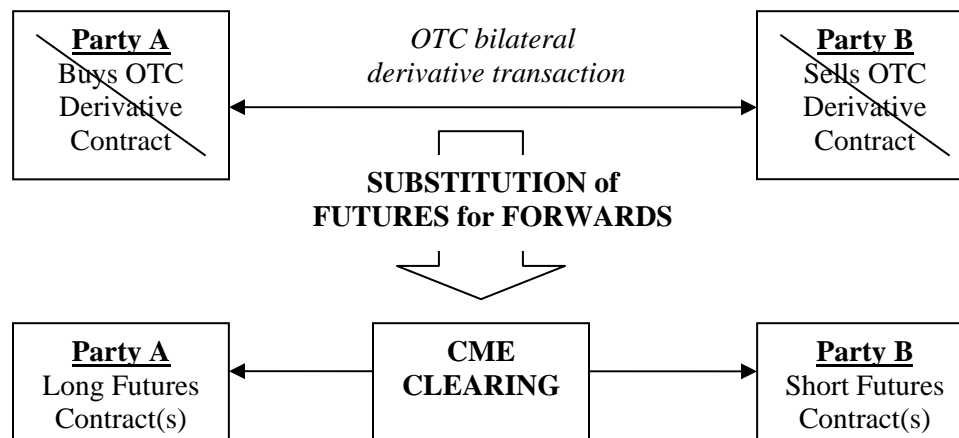 Party A
Buys OTC
Derivative
Contract
OTC bilateral
derivative transaction
Party B
Sells OTC
Derivative
Contract
SUBSTITUTION of
FUTURES for FORWARDS
Party A
Long Futures
Contract(s)
CME
CLEARING
Party B
Short Futures
Contract(s)